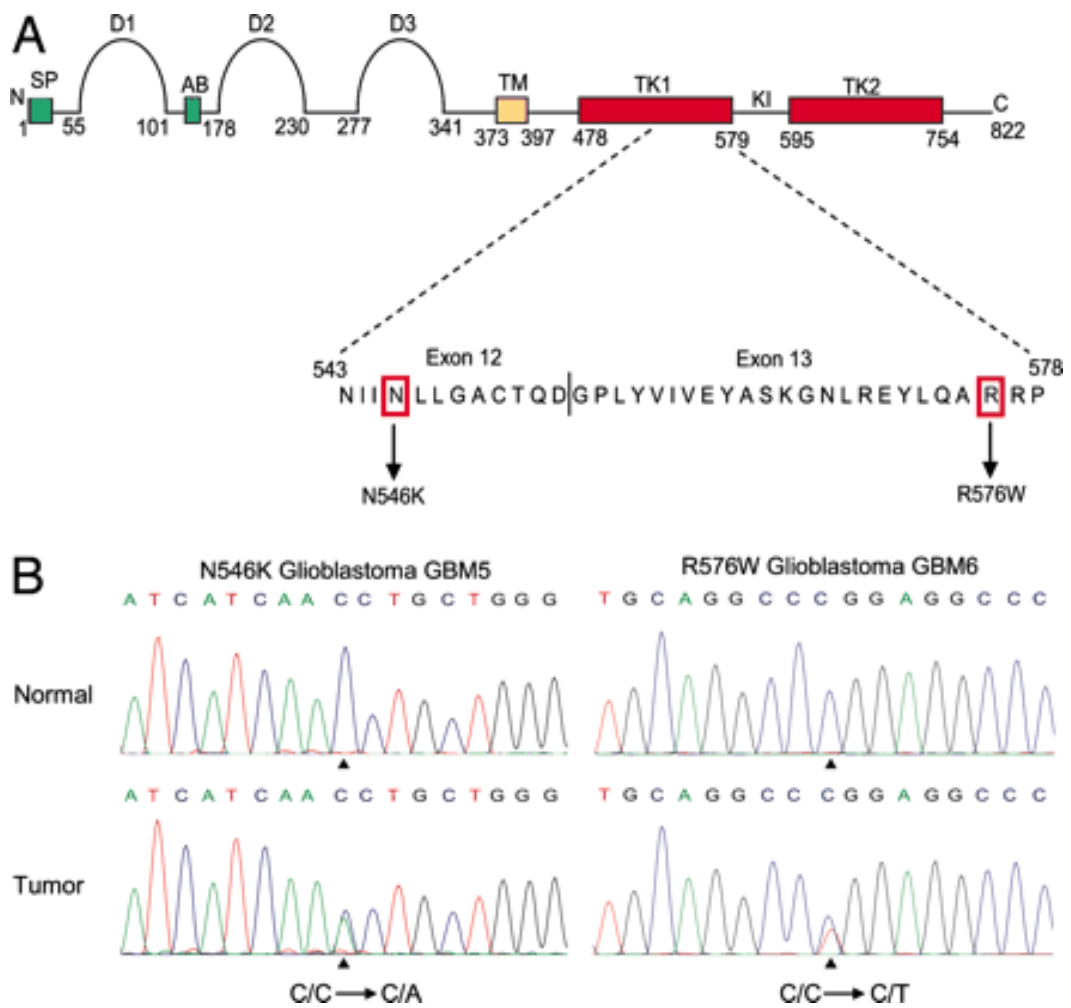 A
D1 D2 D3
SP AB TM TK1 KI TK2
N C
1 55 101 178 230 277 341 373 397 478 579 595 754 822
543 Exon 12 Exon 13 578
NIINLLGACTQDGPLYVIVEYASKGNLREYLQARRP
N546K R576W
B
N546K Glioblastoma GBM5 R576W Glioblastoma GBM6
A T C A T C A A C C T G C T G G G T G C A G G C C C G G A G G C C C
Normal
A T C A T C A A C C T G C T G G G T G C A G G C C C G G A G G C C C
Tumor
C/C → C/A C/C → C/T